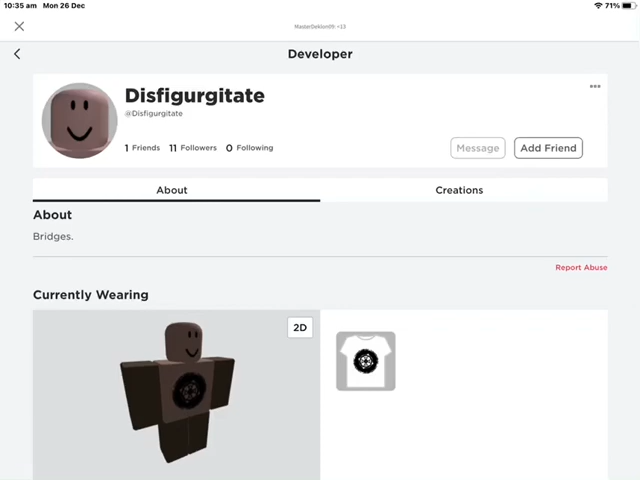 10:35 am Mon 26 Dec
71%
MasterDeklon09: <13
Developer
Disfigurgitate
@Disfigurgitate
1 Friends 11 Followers 0 Following
Message
Add Friend
About
Creations
About
Bridges.
Report Abuse
Currently Wearing
2D